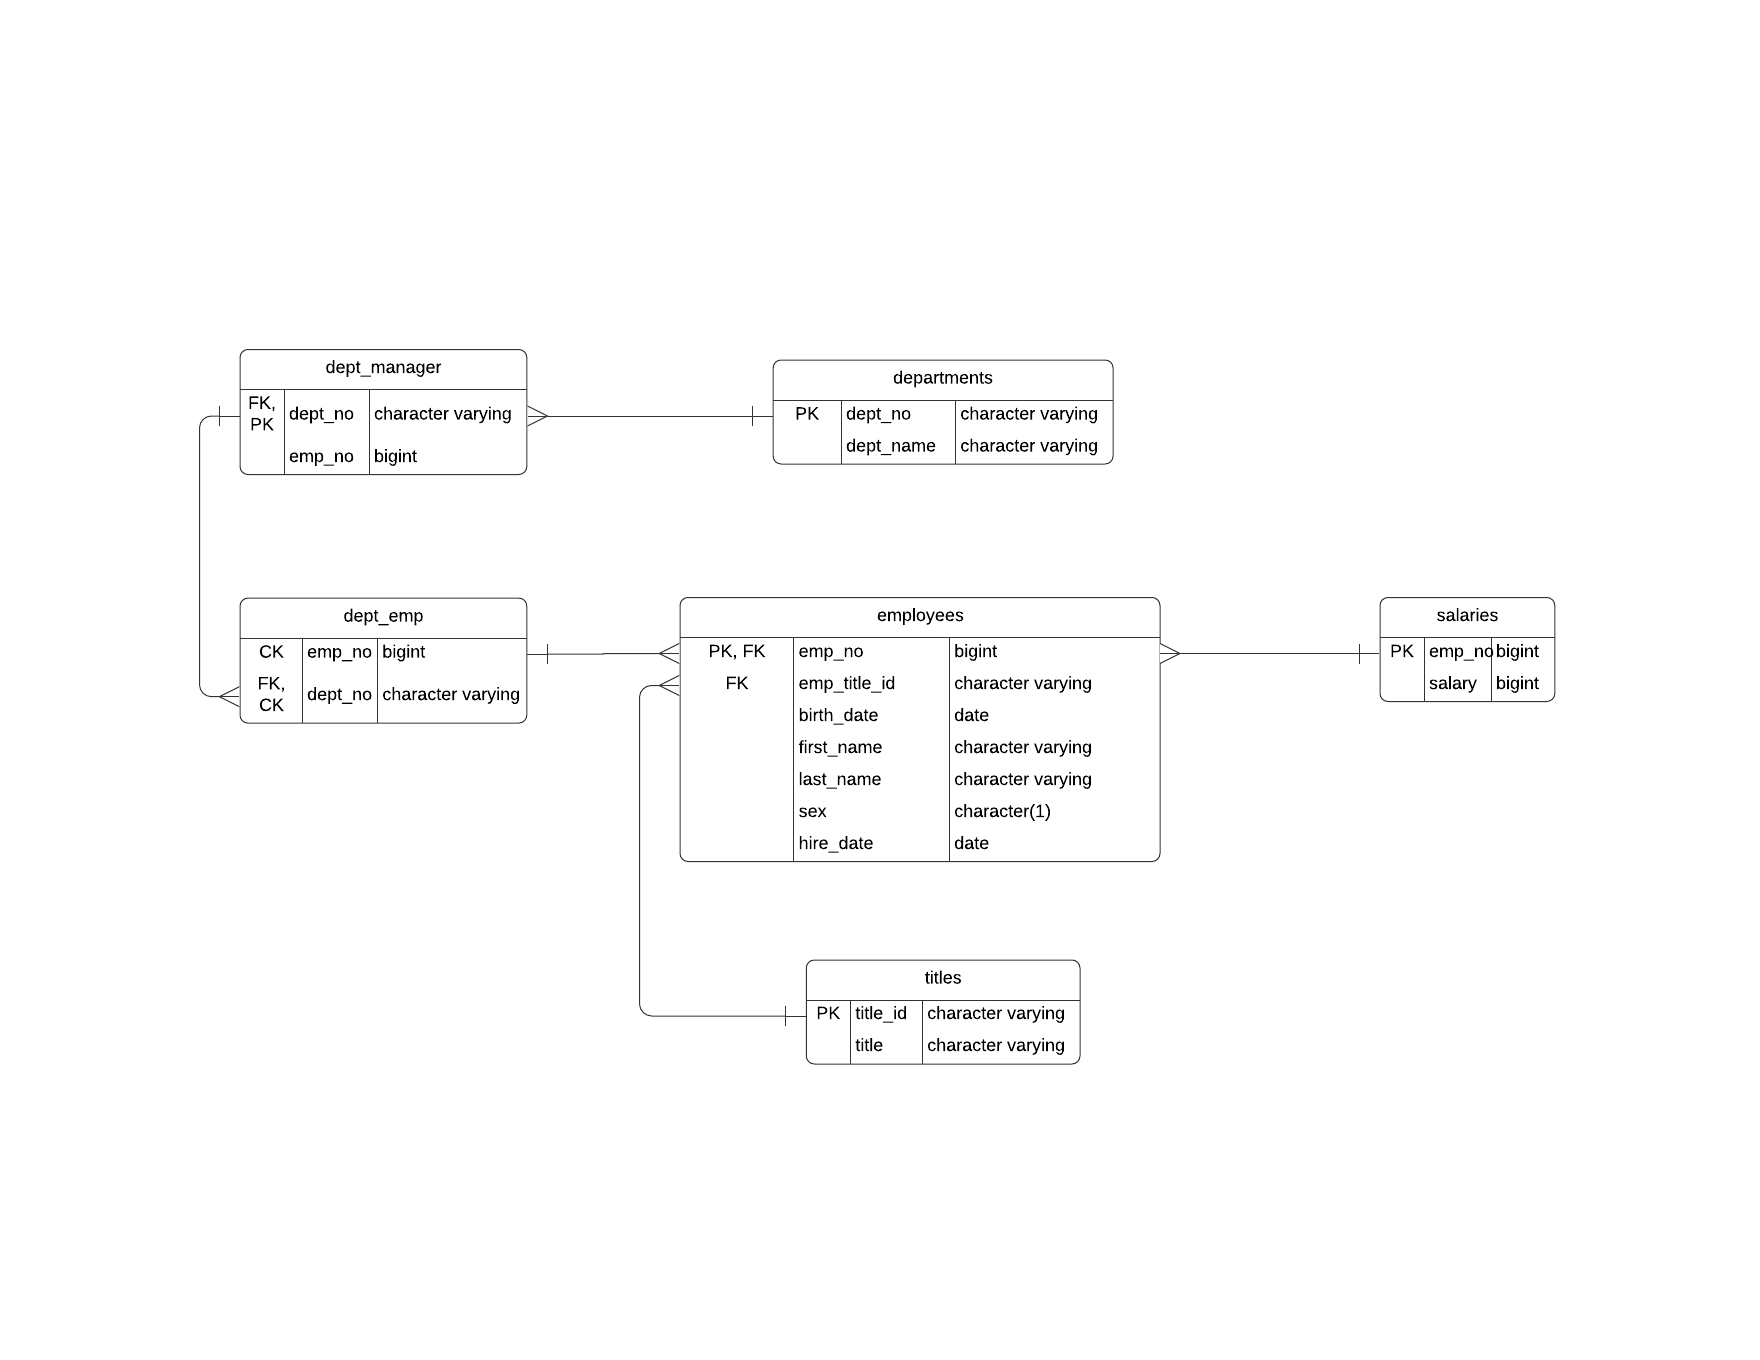 dept_manager
FK, PK dept_no character varying
emp_no bigint
departments
PK dept_no character varying
dept_name character varying
dept_emp
CK emp_no bigint
FK, CK dept_no character varying
employees
PK, FK emp_no bigint
FK emp_title_id character varying
birth_date date
first_name character varying
last_name character varying
sex character(1)
hire_date date
salaries
PK emp_no bigint
salary bigint
titles
PK title_id character varying
title character varying